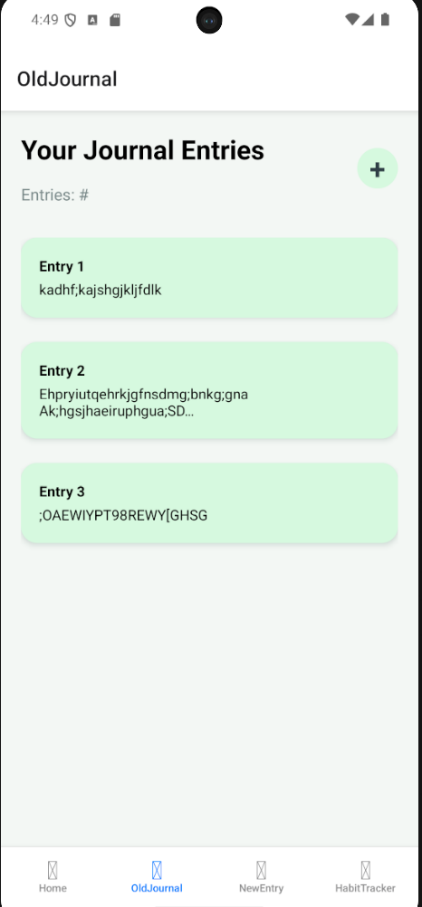 4:49
OldJournal
Your Journal Entries
+
Entries: #
Entry 1
kadhf;kajshgjkljfdlk
Entry 2
Ehpryiutqehrkjgfnsdmg;bnkg;gna
Ak;hgsjhaeiruphgua;SD...
Entry 3
;OAEWIYPT98REWY[GHSG
Home
OldJournal
NewEntry
HabitTracker